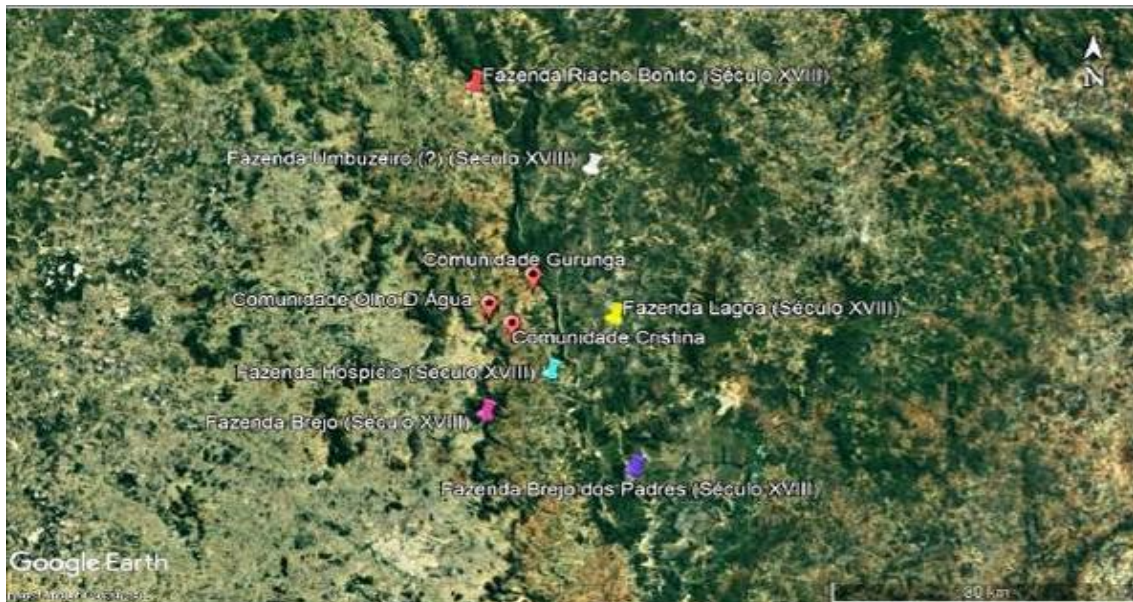 Fazenda Riacho Bonito (Século XVIII)
N
Fazenda Umbuzeiro (?) (Século XVIII)
Comunidade Gurunga
Comunidade Olho D'Água
Fazenda Lagoa (Século XVIII)
Comunidade Cristina
Fazenda Hospício (Século XVIII)
Fazenda Brejo (Século XVIII)
Fazenda Brejo dos Padres (Século XVIII)
Google Earth
30 km